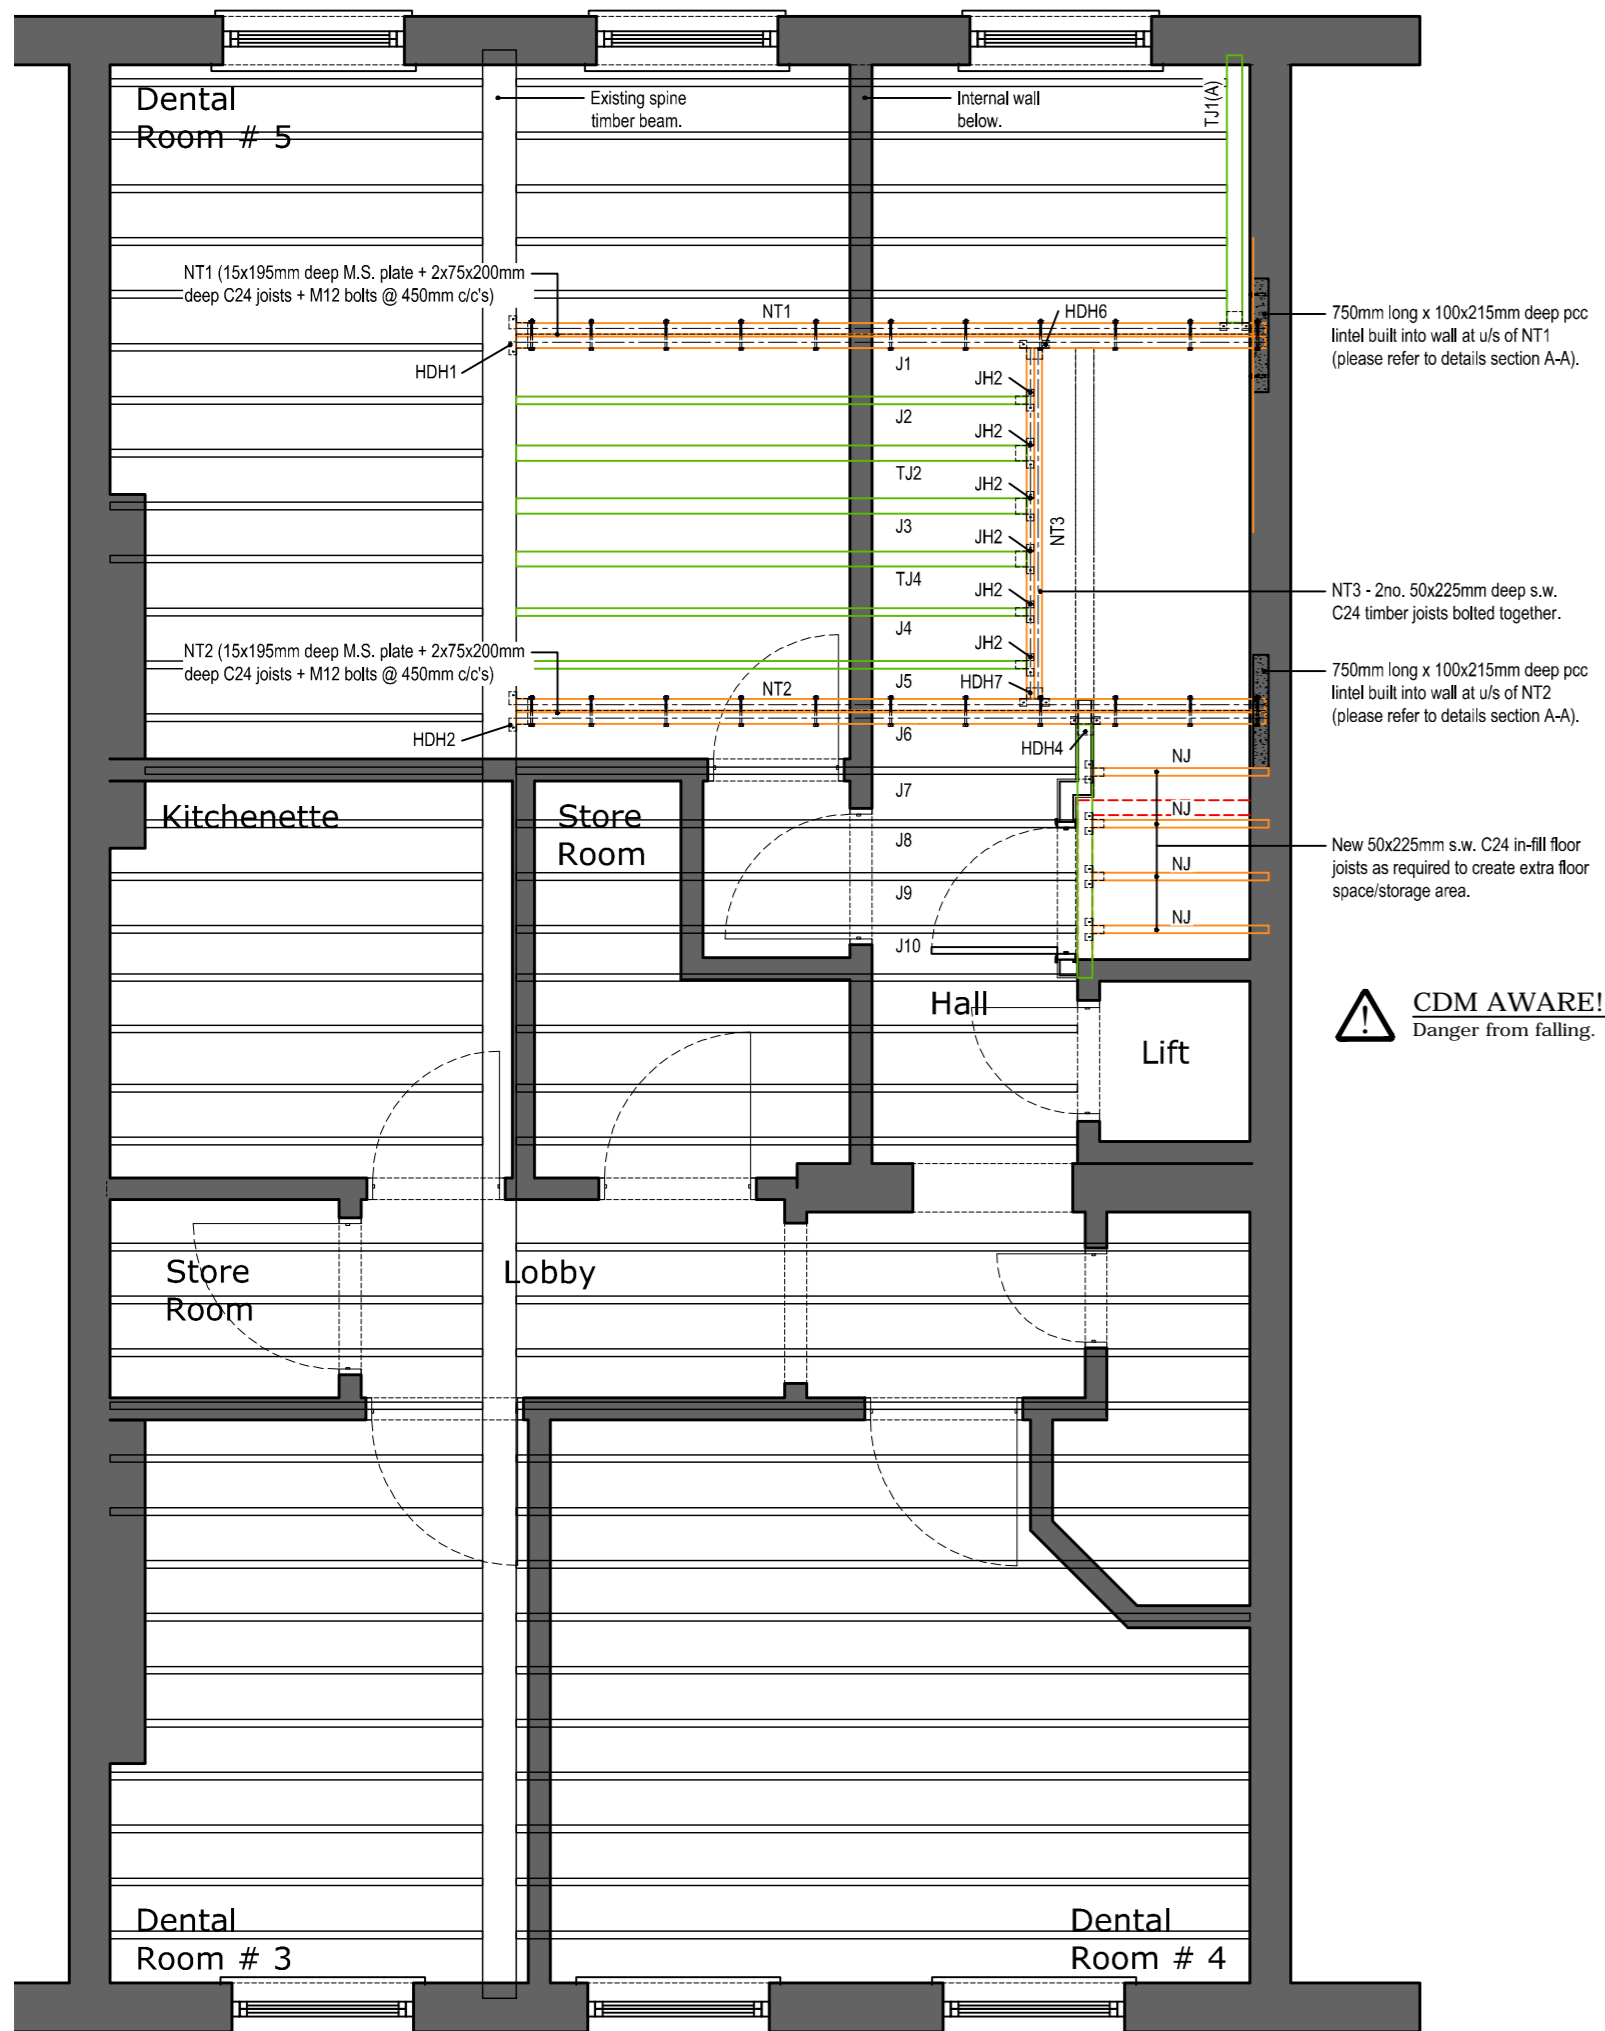 Dental
Room # 5
Existing spine
timber beam.
Internal wall
below.
TJ1(A)
NT1 (15x195mm deep M.S. plate + 2x75x200mm
deep C24 joists + M12 bolts @ 450mm c/c's)
NT1
HDH6
750mm long x 100x215mm deep pcc
lintel built into wall at u/s of NT1
(please refer to details section A-A).
HDH1
J1
JH2
J2
JH2
TJ2
JH2
J3
NT3
JH2
TJ4
JH2
J4
NT3 - 2no. 50x225mm deep s.w.
C24 timber joists bolted together.
JH2
J5
NT2 (15x195mm deep M.S. plate + 2x75x200mm
deep C24 joists + M12 bolts @ 450mm c/c's)
NT2
HDH7
750mm long x 100x215mm deep pcc
lintel built into wall at u/s of NT2
(please refer to details section A-A).
HDH2
J6
HDH4
NJ
J7
NJ
Kitchenette
Store
Room
J8
New 50x225mm s.w. C24 in-fill floor
joists as required to create extra floor
space/storage area.
NJ
J9
NJ
J10
Hall
CDM AWARE!
Danger from falling.
Lift
Store
Room
Lobby
Dental
Room # 3
Dental
Room # 4